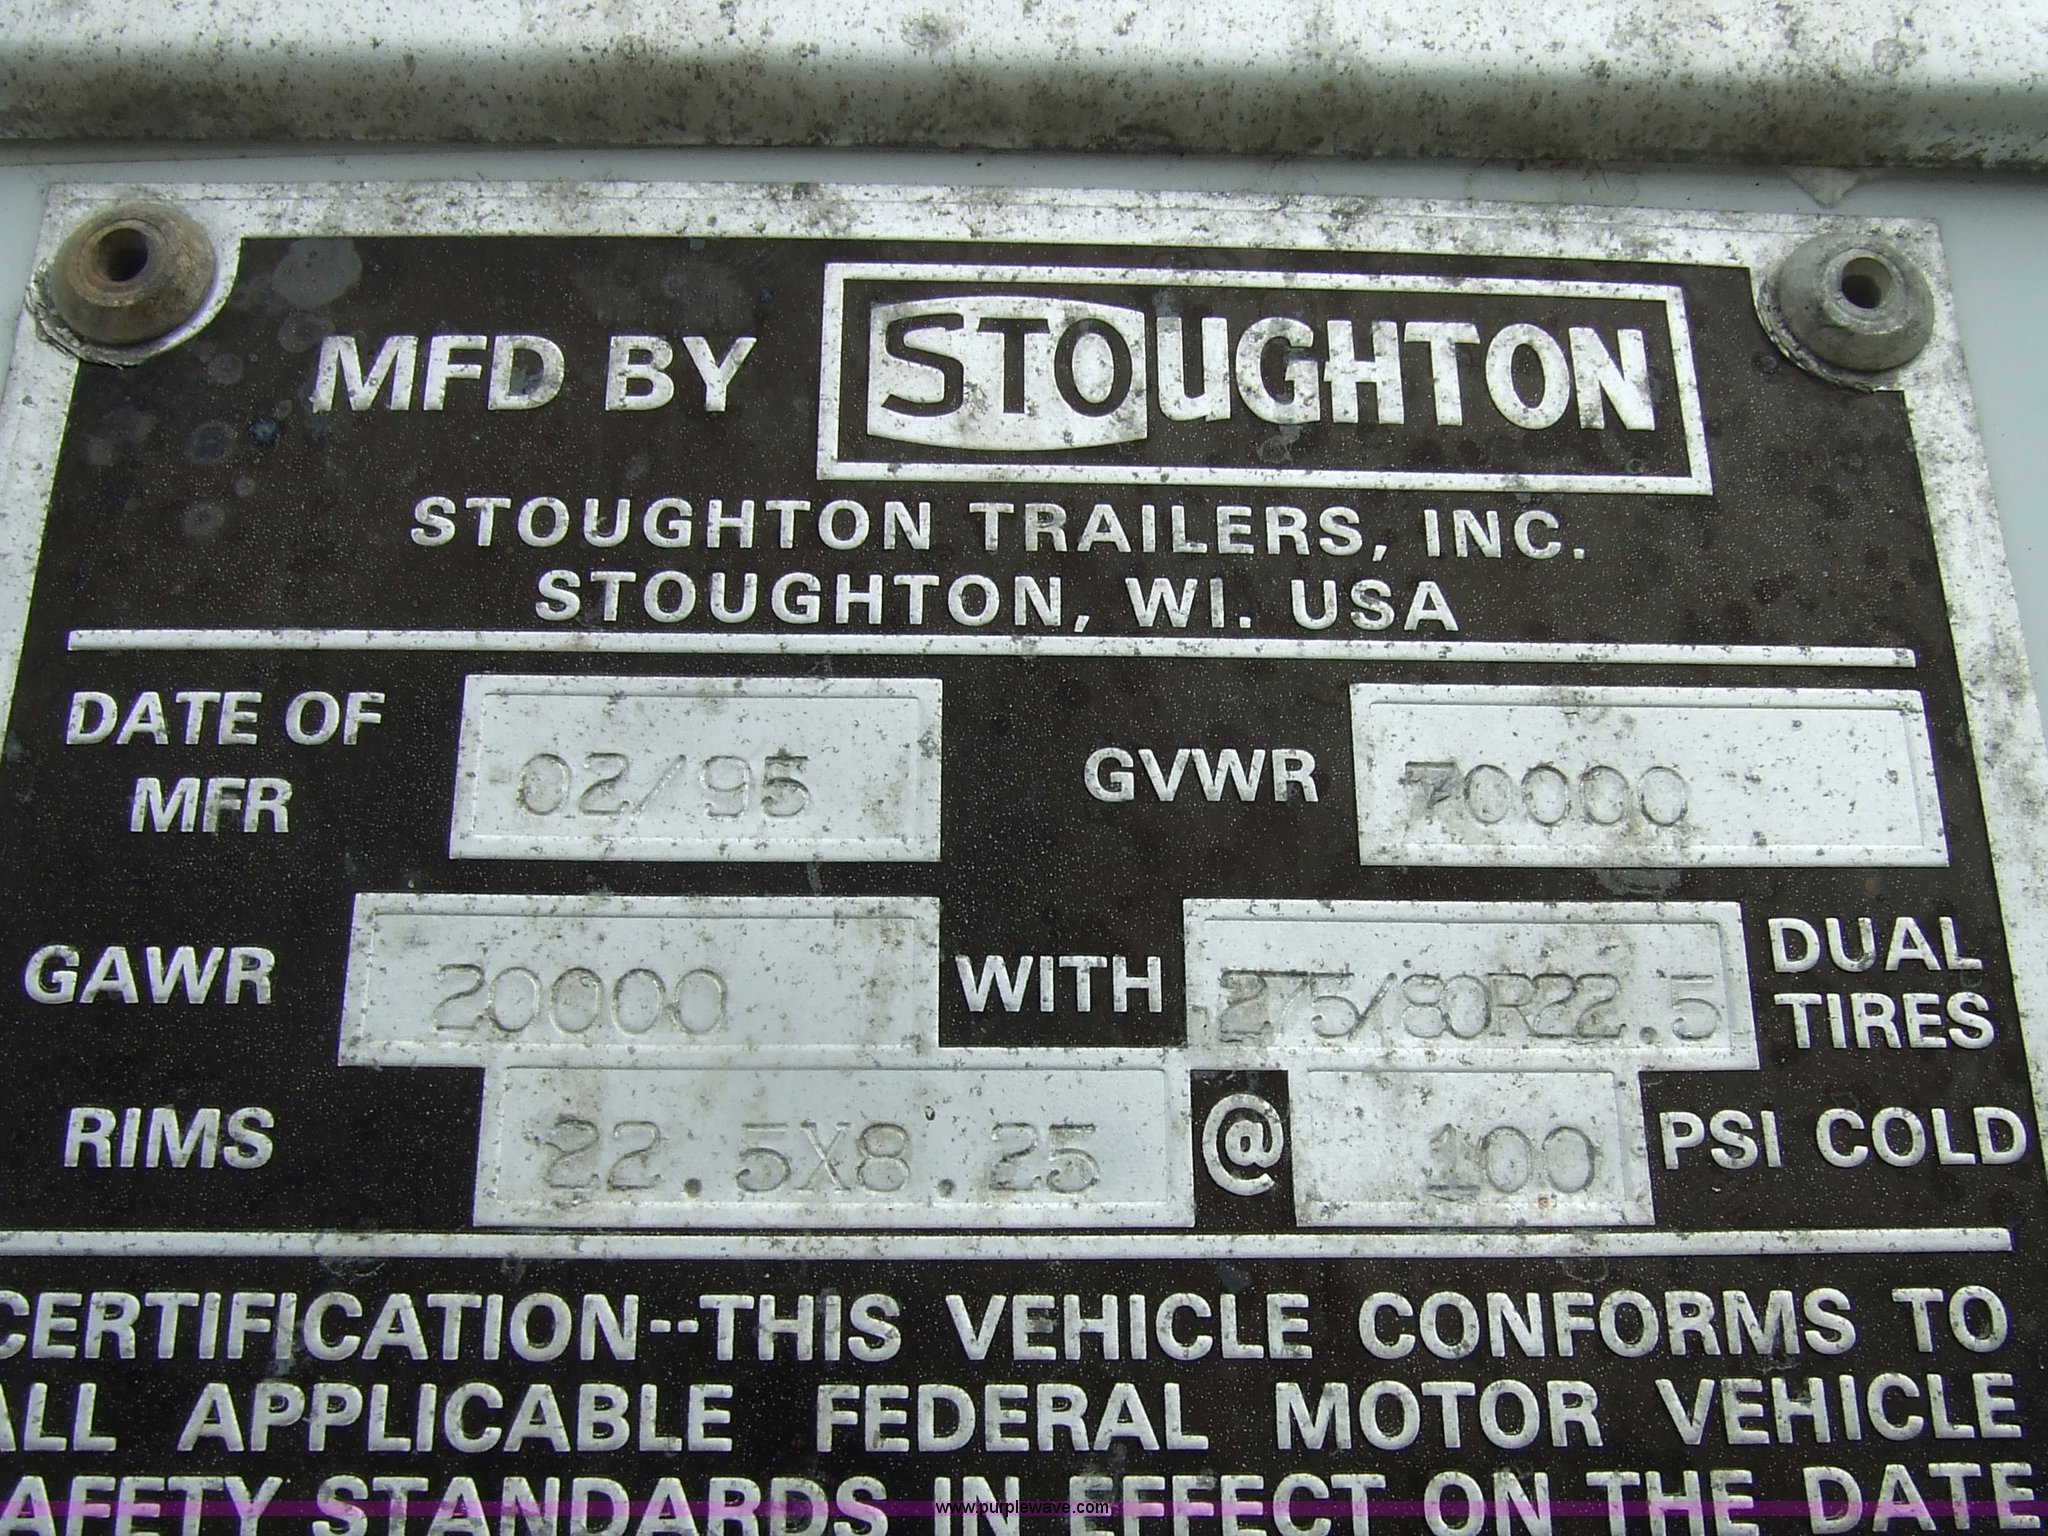 MFD BY STOUGHTON
STOUGHTON TRAILERS, INC.
STOUGHTON, WI. USA
DATE OF MFR 02/95 GVWR 70000
GAWR 20000 WITH 275/80R22.5 DUAL TIRES
RIMS 22.5X8.25 @ 100 PSI COLD
CERTIFICATION--THIS VEHICLE CONFORMS TO
ALL APPLICABLE FEDERAL MOTOR VEHICLE
SAFETY STANDARDS IN EFFECT ON THE DATE
www.purplewave.com